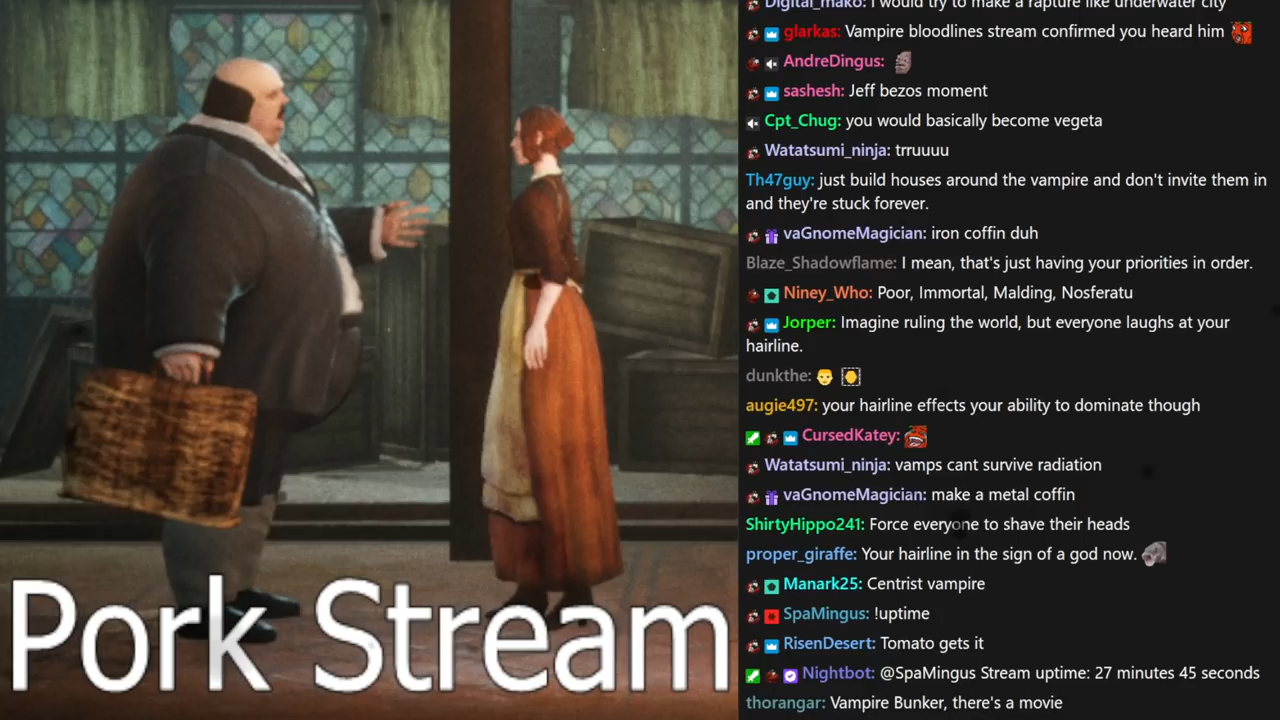 Digital_mako: I would try to make a rapture like underwater city
glarkas: Vampire bloodlines stream confirmed you heard him
AndreDingus:
sashesh: Jeff bezos moment
Cpt_Chug: you would basically become vegeta
Watatsumi_ninja: trruuuu
Th47guy: just build houses around the vampire and don't invite them in
and they're stuck forever.
vaGnomeMagician: iron coffin duh
Blaze_Shadowflame: I mean, that's just having your priorities in order.
Niney_Who: Poor, Immortal, Malding, Nosferatu
Jorper: Imagine ruling the world, but everyone laughs at your
hairline.
dunkthe:
augie497: your hairline effects your ability to dominate though
CursedKatey:
Watatsumi_ninja: vamps cant survive radiation
vaGnomeMagician: make a metal coffin
ShirtyHippo241: Force everyone to shave their heads
proper_giraffe: Your hairline in the sign of a god now.
Manark25: Centrist vampire
SpaMingus: !uptime
RisenDesert: Tomato gets it
Nightbot: @SpaMingus Stream uptime: 27 minutes 45 seconds
thorangar: Vampire Bunker, there's a movie
Pork Stream